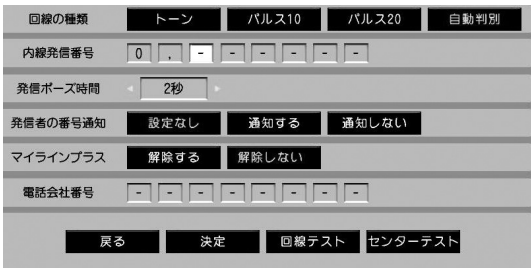 回線の種類 トーン パルス10 パルス20 自動判別
内線発信番号 0 , - - - - - -
発信ポーズ時間 2秒
発信者の番号通知 設定なし 通知する 通知しない
マイラインプラス 解除する 解除しない
電話会社番号 - - - - - - - -
戻る 決定 回線テスト センターテスト